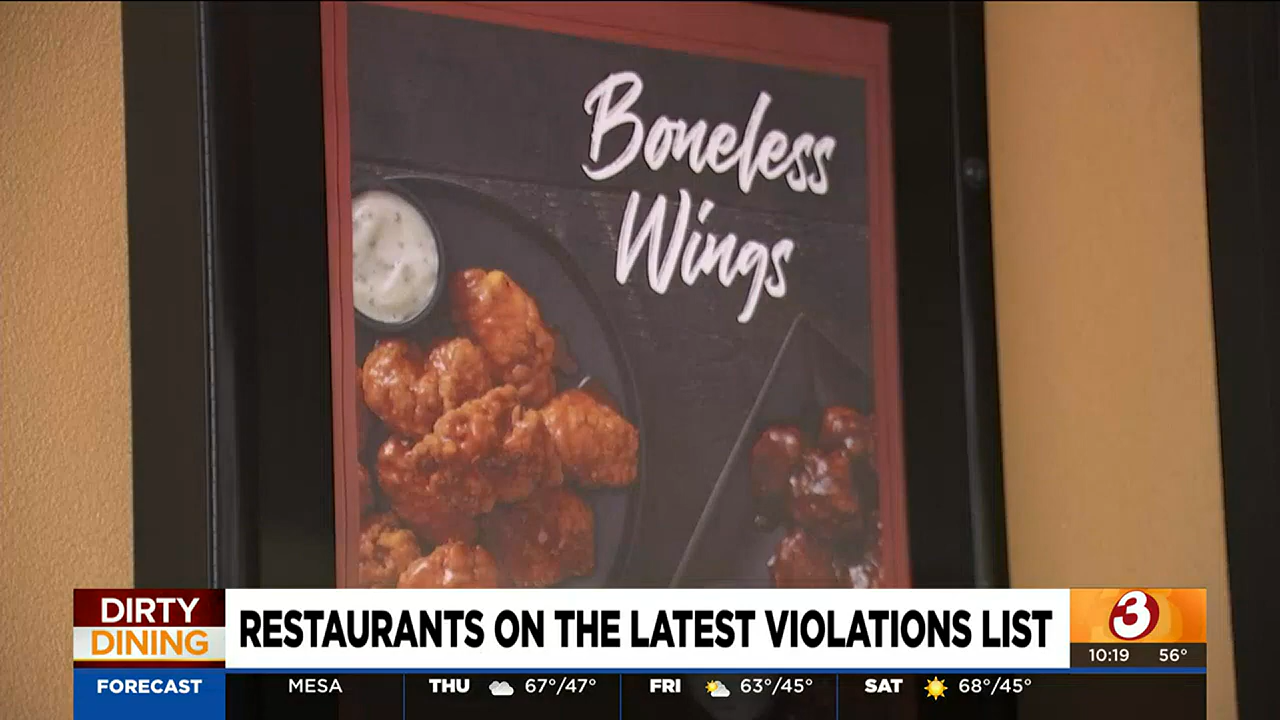 Boneless
Wings
DIRTY
DINING
RESTAURANTS ON THE LATEST VIOLATIONS LIST
3
10:19 56°
FORECAST MESA THU 67°/47° FRI 63°/45° SAT 68°/45°